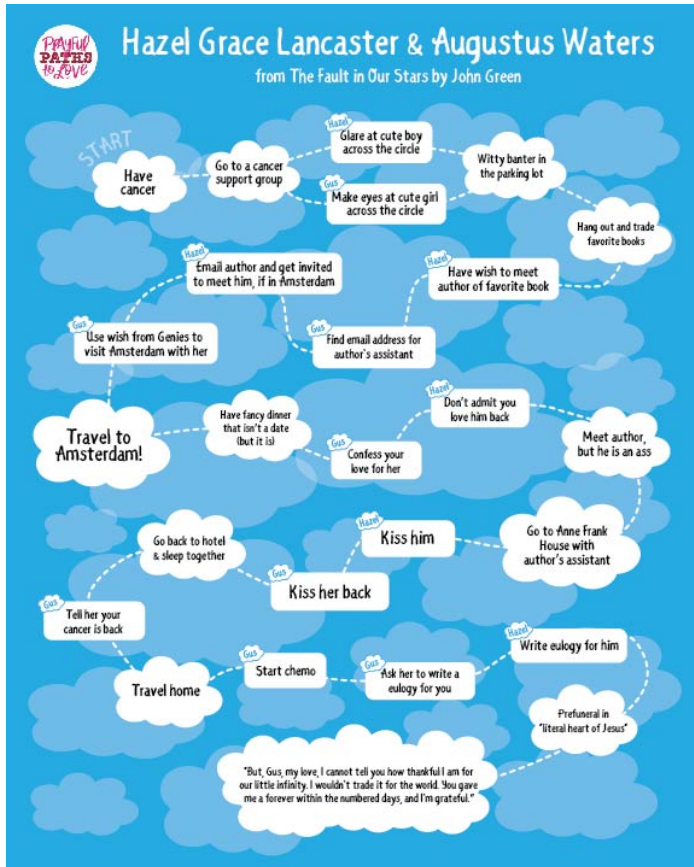 PLAYFUL
PATHS
to LOVE
Hazel Grace Lancaster & Augustus Waters
from The Fault in Our Stars by John Green
START
Have
cancer
Go to a cancer
support group
Hazel
Glare at cute boy
across the circle
Gus
Make eyes at cute girl
across the circle
Witty banter in
the parking lot
Hang out and trade
favorite books
Hazel
Have wish to meet
author of favorite book
Gus
Find email address for
author's assistant
Hazel
Email author and get invited
to meet him, if in Amsterdam
Gus
Use wish from Genies to
visit Amsterdam with her
Travel to
Amsterdam!
Have fancy dinner
that isn't a date
(but it is)
Gus
Confess your
love for her
Hazel
Don't admit you
love him back
Meet author,
but he is an ass
Go to Anne Frank
House with
author's assistant
Hazel
Kiss him
Gus
Kiss her back
Go back to hotel
& sleep together
Gus
Tell her your
cancer is back
Travel home
Gus
Start chemo
Gus
Ask her to write a
eulogy for you
Hazel
Write eulogy for him
Prefuneral in
"literal heart of Jesus"
"But, Gus, my love, I cannot tell you how thankful I am for
our little infinity. I wouldn't trade it for the world. You gave
me a forever within the numbered days, and I'm grateful."